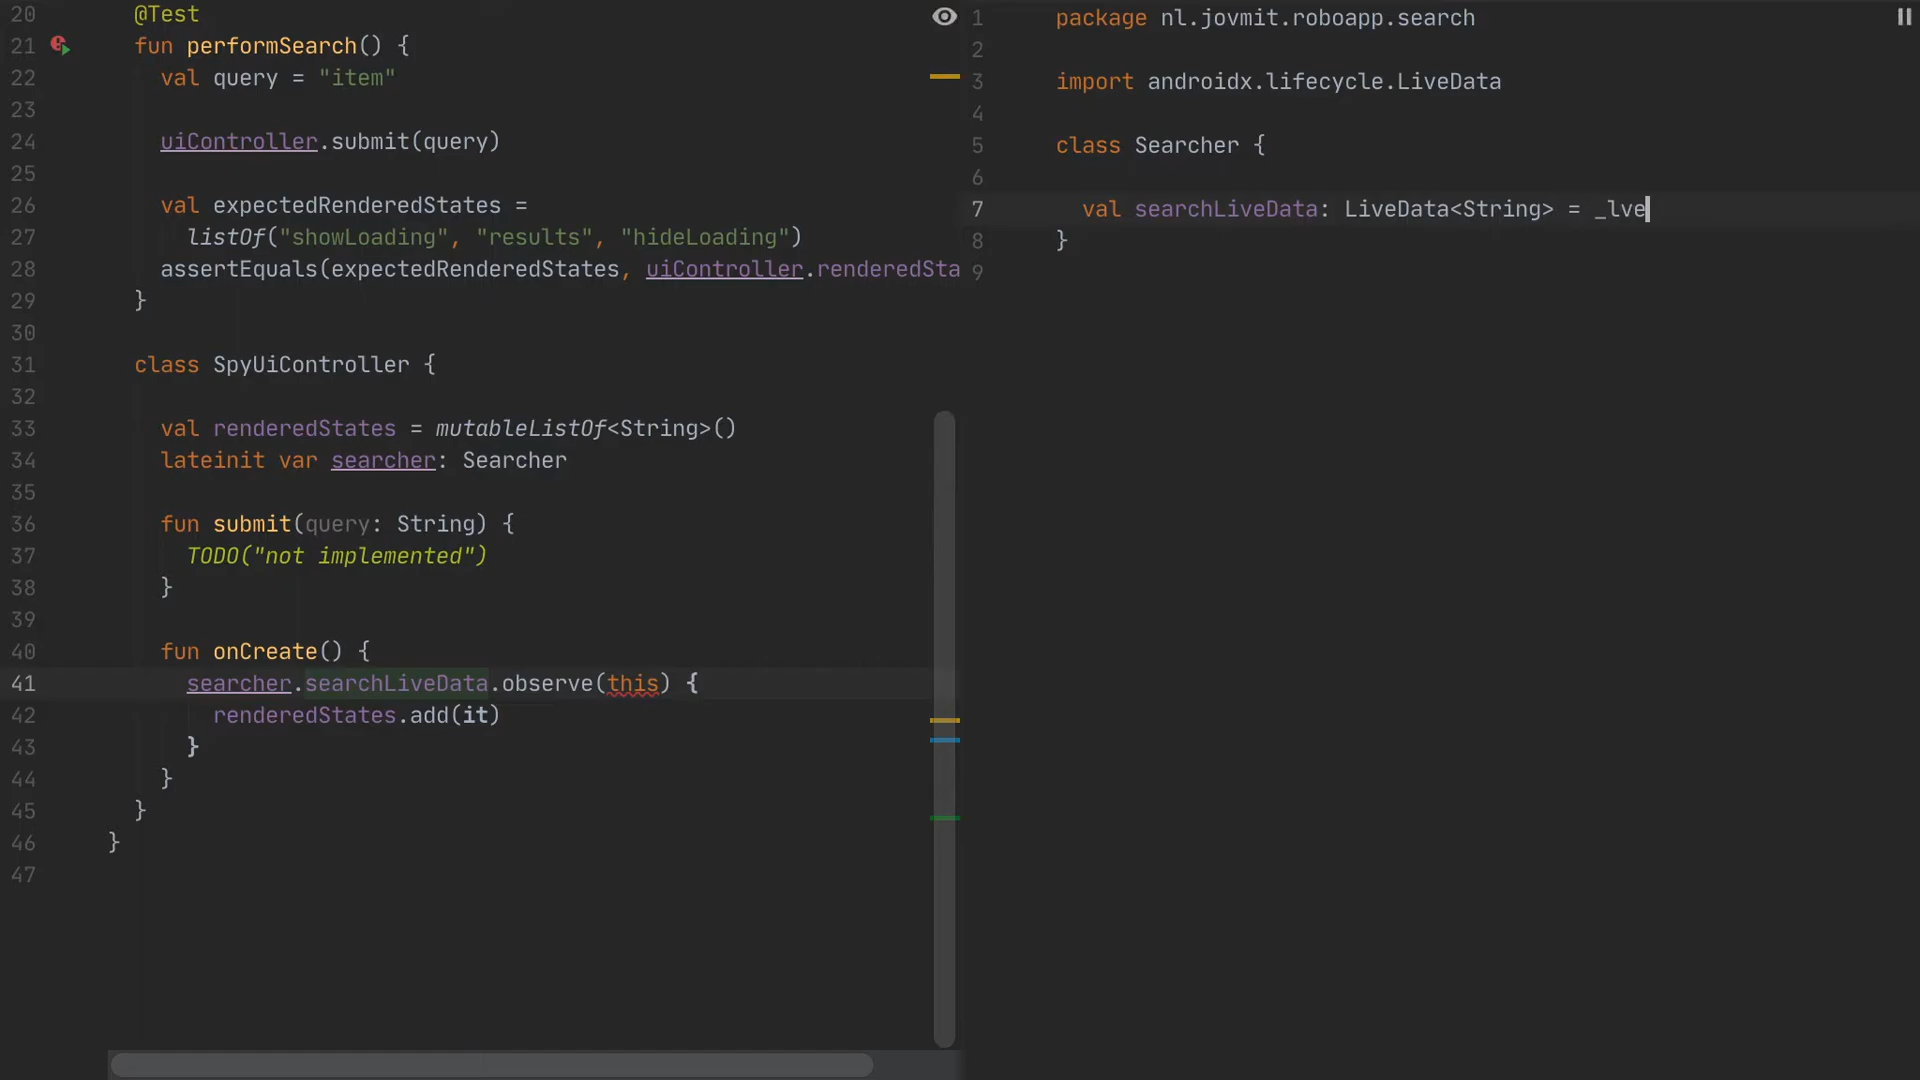 20 @Test
21 fun performSearch() {
22 val query = "item"
23
24 uiController.submit(query)
25
26 val expectedRenderedStates =
27 listOf("showLoading", "results", "hideLoading")
28 assertEquals(expectedRenderedStates, uiController.renderedSta
29 }
30
31 class SpyUiController {
32
33 val renderedStates = mutableListOf<String>()
34 lateinit var searcher: Searcher
35
36 fun submit(query: String) {
37 TODO("not implemented")
38 }
39
40 fun onCreate() {
41 searcher.searchLiveData.observe(this) {
42 renderedStates.add(it)
43 }
44 }
45 }
46 }
47
1 package nl.jovmit.roboapp.search
2
3 import androidx.lifecycle.LiveData
4
5 class Searcher {
6
7 val searchLiveData: LiveData<String> = _lve
8 }
9